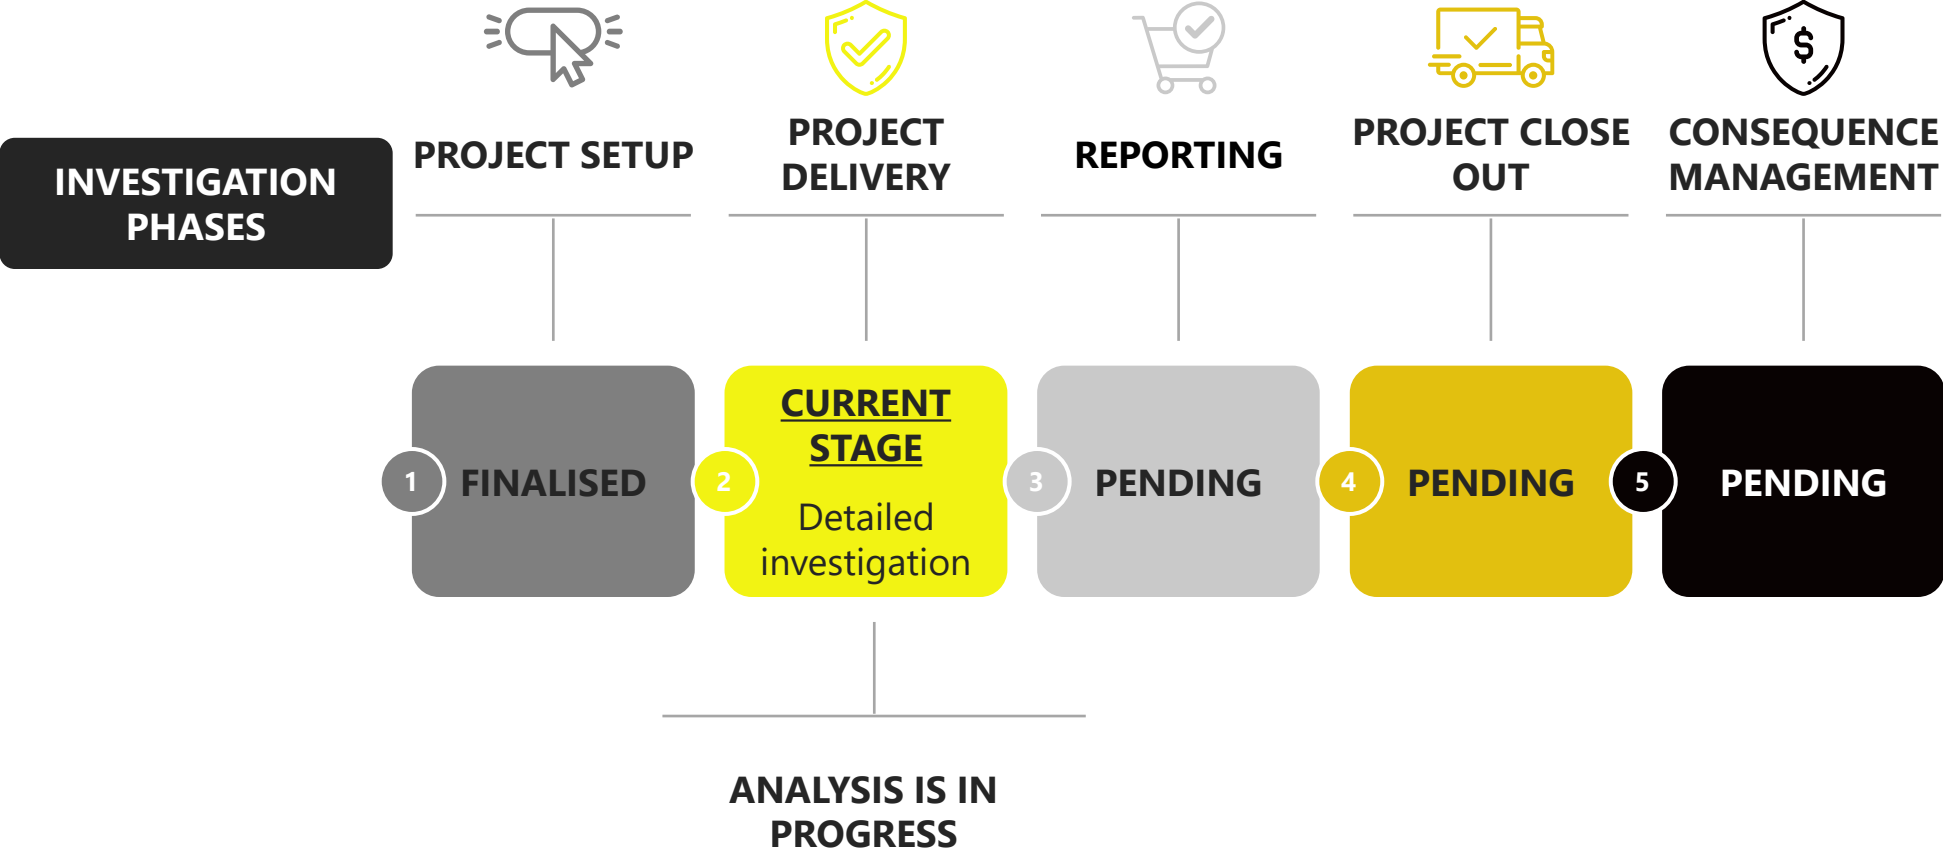 INVESTIGATION
PHASES
PROJECT SETUP
PROJECT
DELIVERY
REPORTING
PROJECT CLOSE
OUT
CONSEQUENCE
MANAGEMENT
1
FINALISED
2
CURRENT
STAGE
Detailed
investigation
3
PENDING
4
PENDING
5
PENDING
$
ANALYSIS IS IN
PROGRESS